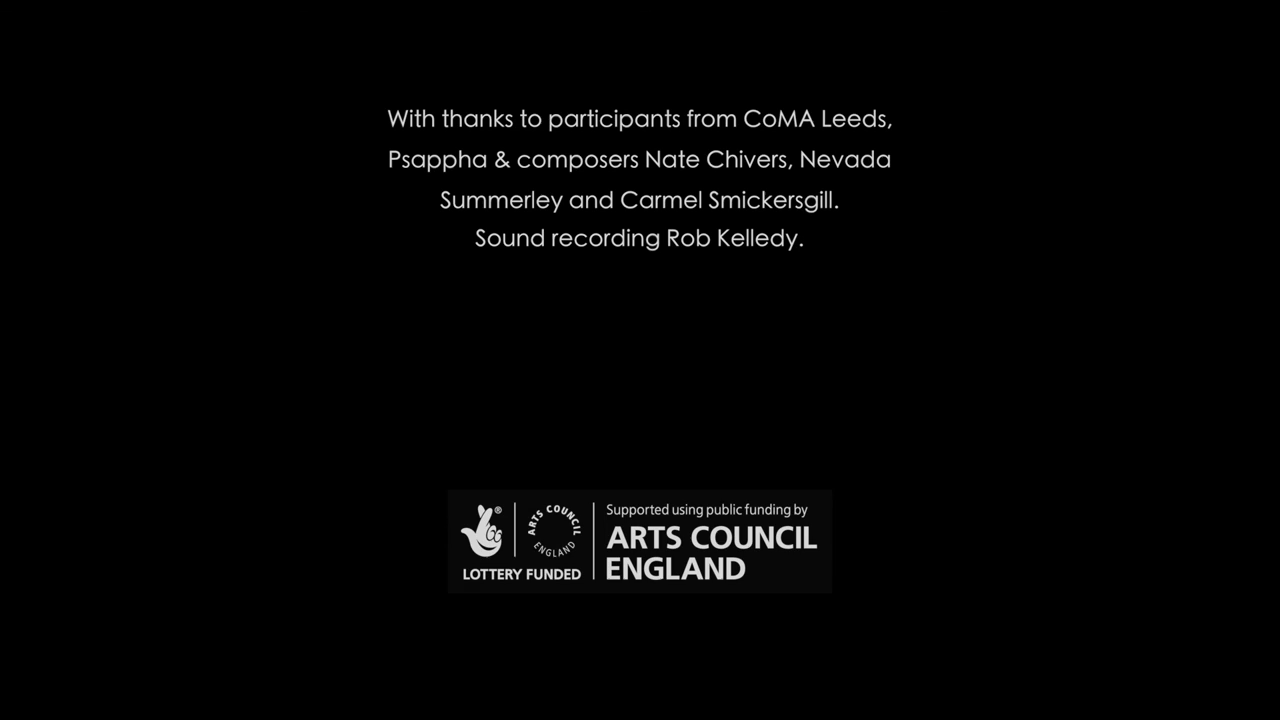 With thanks to participants from CoMA Leeds,
Psappha & composers Nate Chivers, Nevada
Summerley and Carmel Smickersgill.
Sound recording Rob Kelledy.
®
ARTS COUNCIL
ENGLAND
LOTTERY FUNDED
Supported using public funding by
ARTS COUNCIL
ENGLAND